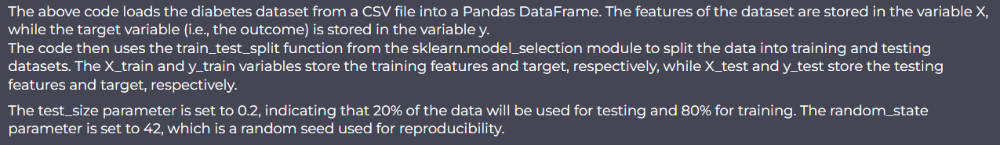 The above code loads the diabetes dataset from a CSV file into a Pandas DataFrame. The features of the dataset are stored in the variable X,
while the target variable (i.e., the outcome) is stored in the variable y.
The code then uses the train_test_split function from the sklearn.model_selection module to split the data into training and testing
datasets. The X_train and y_train variables store the training features and target, respectively, while X_test and y_test store the testing
features and target, respectively.
The test_size parameter is set to 0.2, indicating that 20% of the data will be used for testing and 80% for training. The random_state
parameter is set to 42, which is a random seed used for reproducibility.